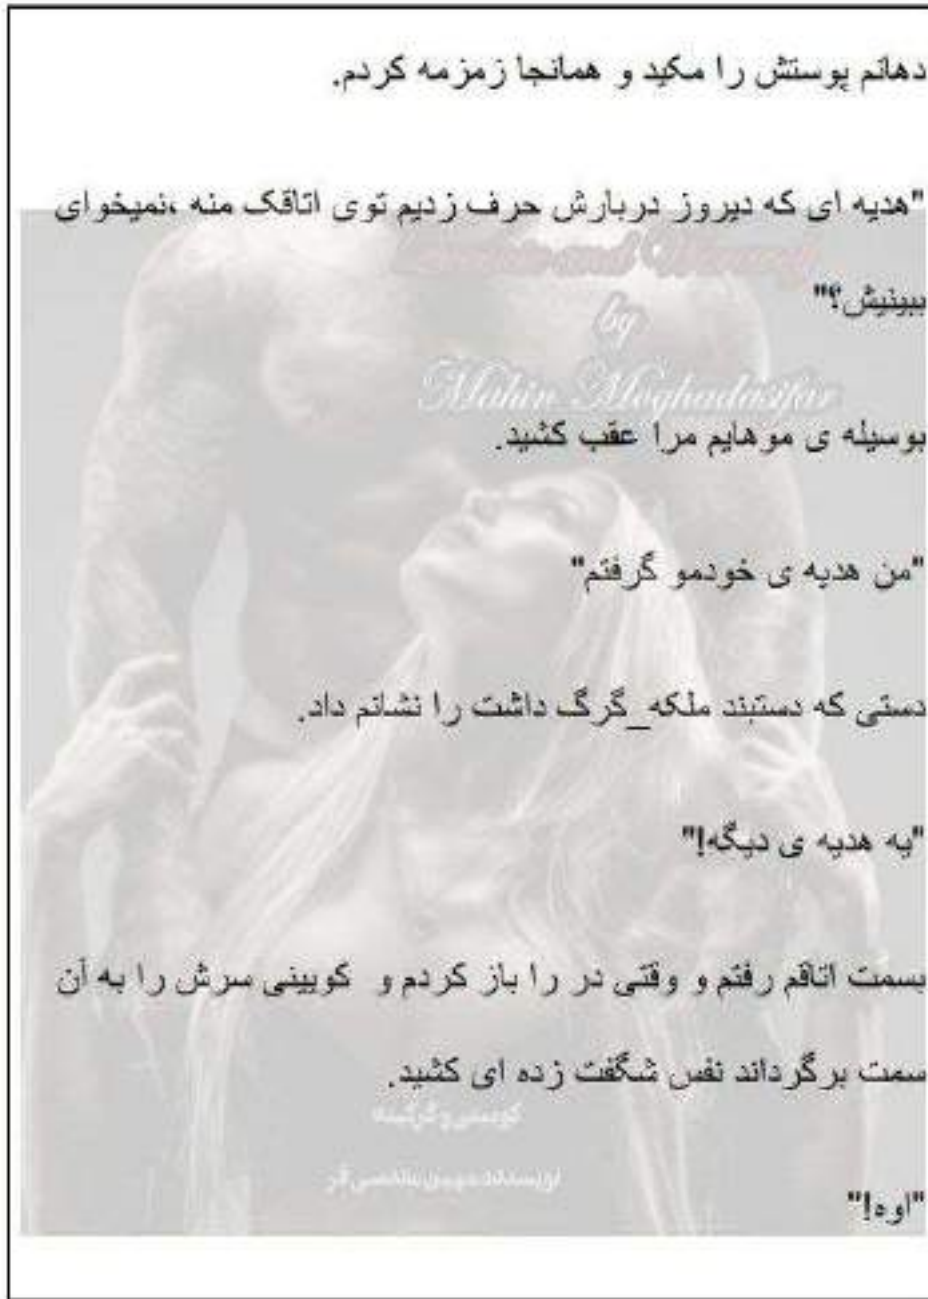 دهانم پوستش را مکید و همانجا زمزمه کردم.
"هدیه ای که دیروز دربارش حرف زدیم توی اتاقک منه ،نمیخوای
and
ببینیش؟"
by
Mahin Moghadasifar
بوسیله ی موهایم مرا عقب کشید.
"من هدیه ی خودمو گرفتم"
دستی که دستبند ملکه_گرگ داشت را نشانم داد.
"یه هدیه ی دیگه!"
بسمت اتاقم رفتم و وقتی در را باز کردم و کویینی سرش را به آن
سمت برگرداند نفس شگفت زده ای کشید.
"اوه!"